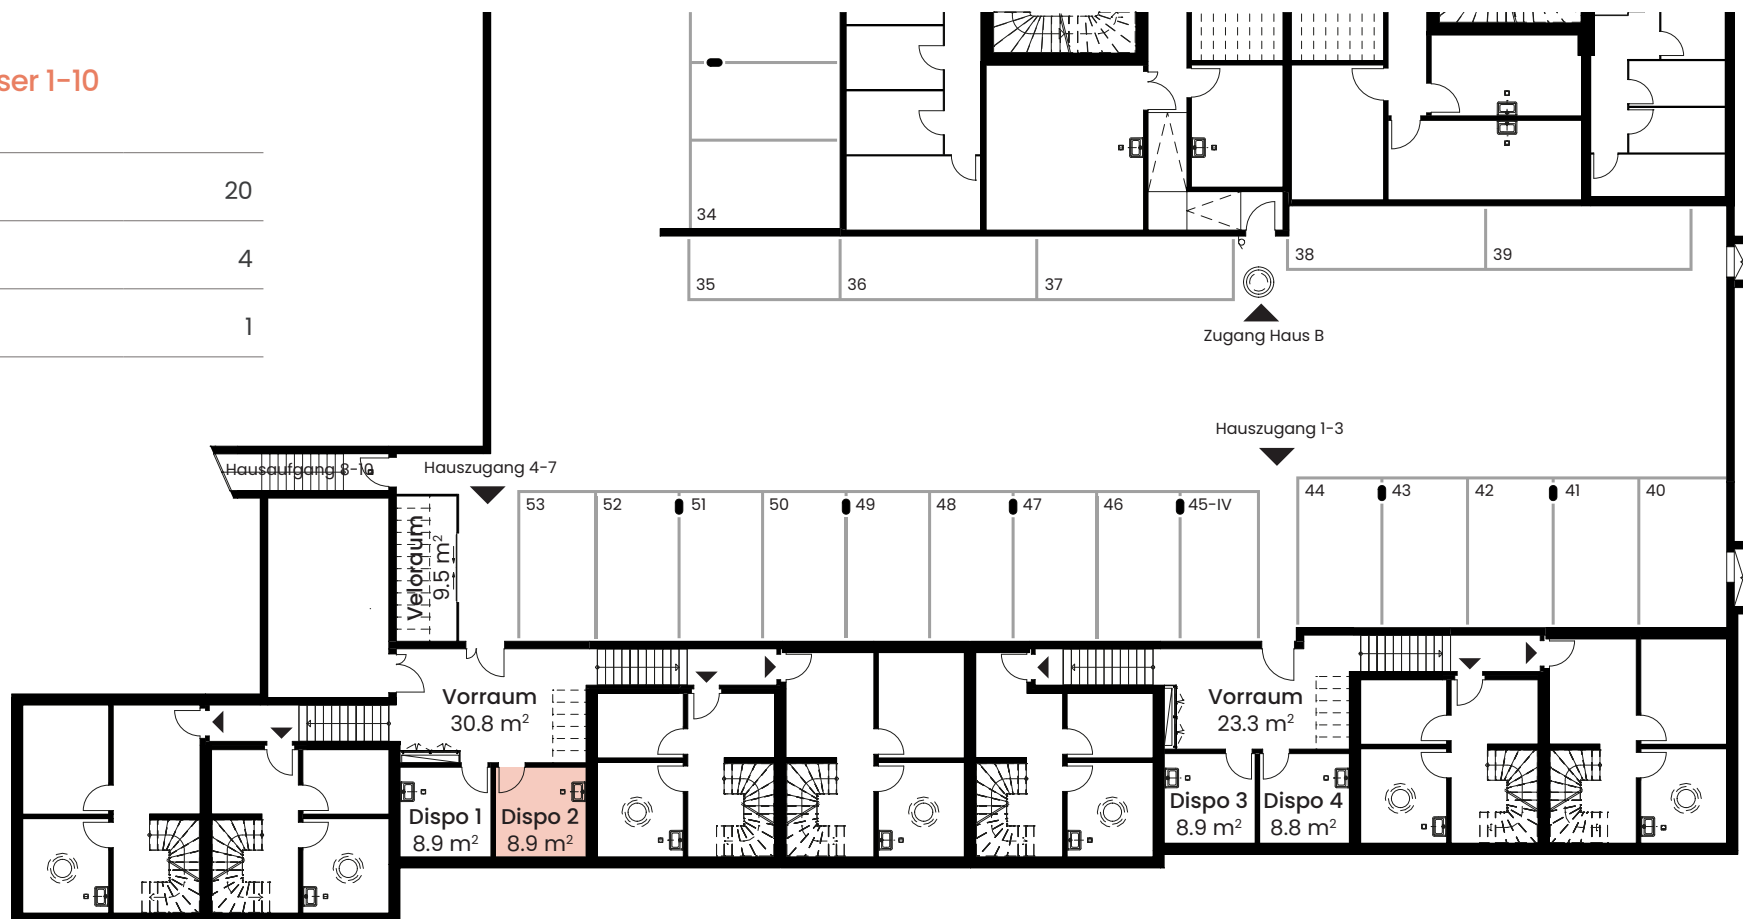 ser 1-10
20
4
1
34
35
36
37
38
39
Zugang Haus B
Hauszugang 1-3
Hausaufgang 8-10
Hauszugang 4-7
53
52
51
50
49
48
47
46
45-IV
44
43
42
41
40
Veloraum
9.5 m²
Vorraum
30.8 m²
Vorraum
23.3 m²
Dispo 1
8.9 m²
Dispo 2
8.9 m²
Dispo 3
8.9 m²
Dispo 4
8.8 m²